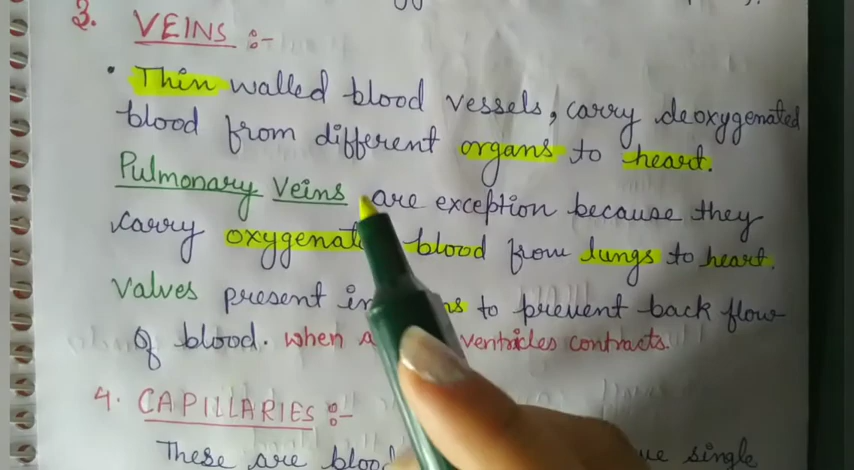 3. VEINS :-
• Thin walled blood vessels, carry deoxygenated
blood from different organs to heart.
Pulmonary Veins are exception because they
carry oxygenat blood from lungs to heart.
Valves present in to prevent back flow
of blood. when ventricles contracts.
4. CAPILLARIES :-
These are single